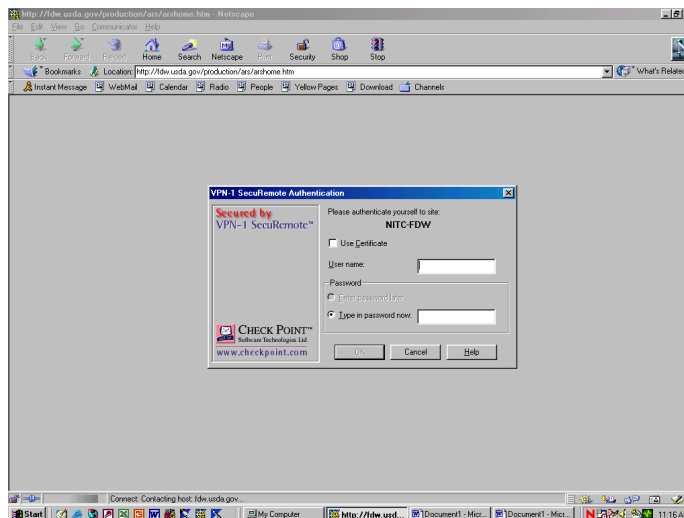 http://fdw.usda.gov/production/ars/arshome.htm - Netscape
File Edit View Go Communicator Help
Back Forward Reload Home Search Netscape Print Security Shop Stop
Bookmarks Location: http://fdw.usda.gov/production/ars/arshome.htm What's Related
Instant Message WebMail Calendar Radio People Yellow Pages Download Channels
VPN-1 SecuRemote Authentication
Secured by
VPN-1 SecuRemote™
Please authenticate yourself to site:
NITC-FDW
Use Certificate
User name:
Password
Enter password later
Type in password now:
CHECK POINT™
Software Technologies Ltd.
www.checkpoint.com
OK Cancel Help
Connect: Contacting host: fdw.usda.gov...
Start My Computer http://fdw.usd... Document1 - Micr... Document1 - Micr... 11:16 A